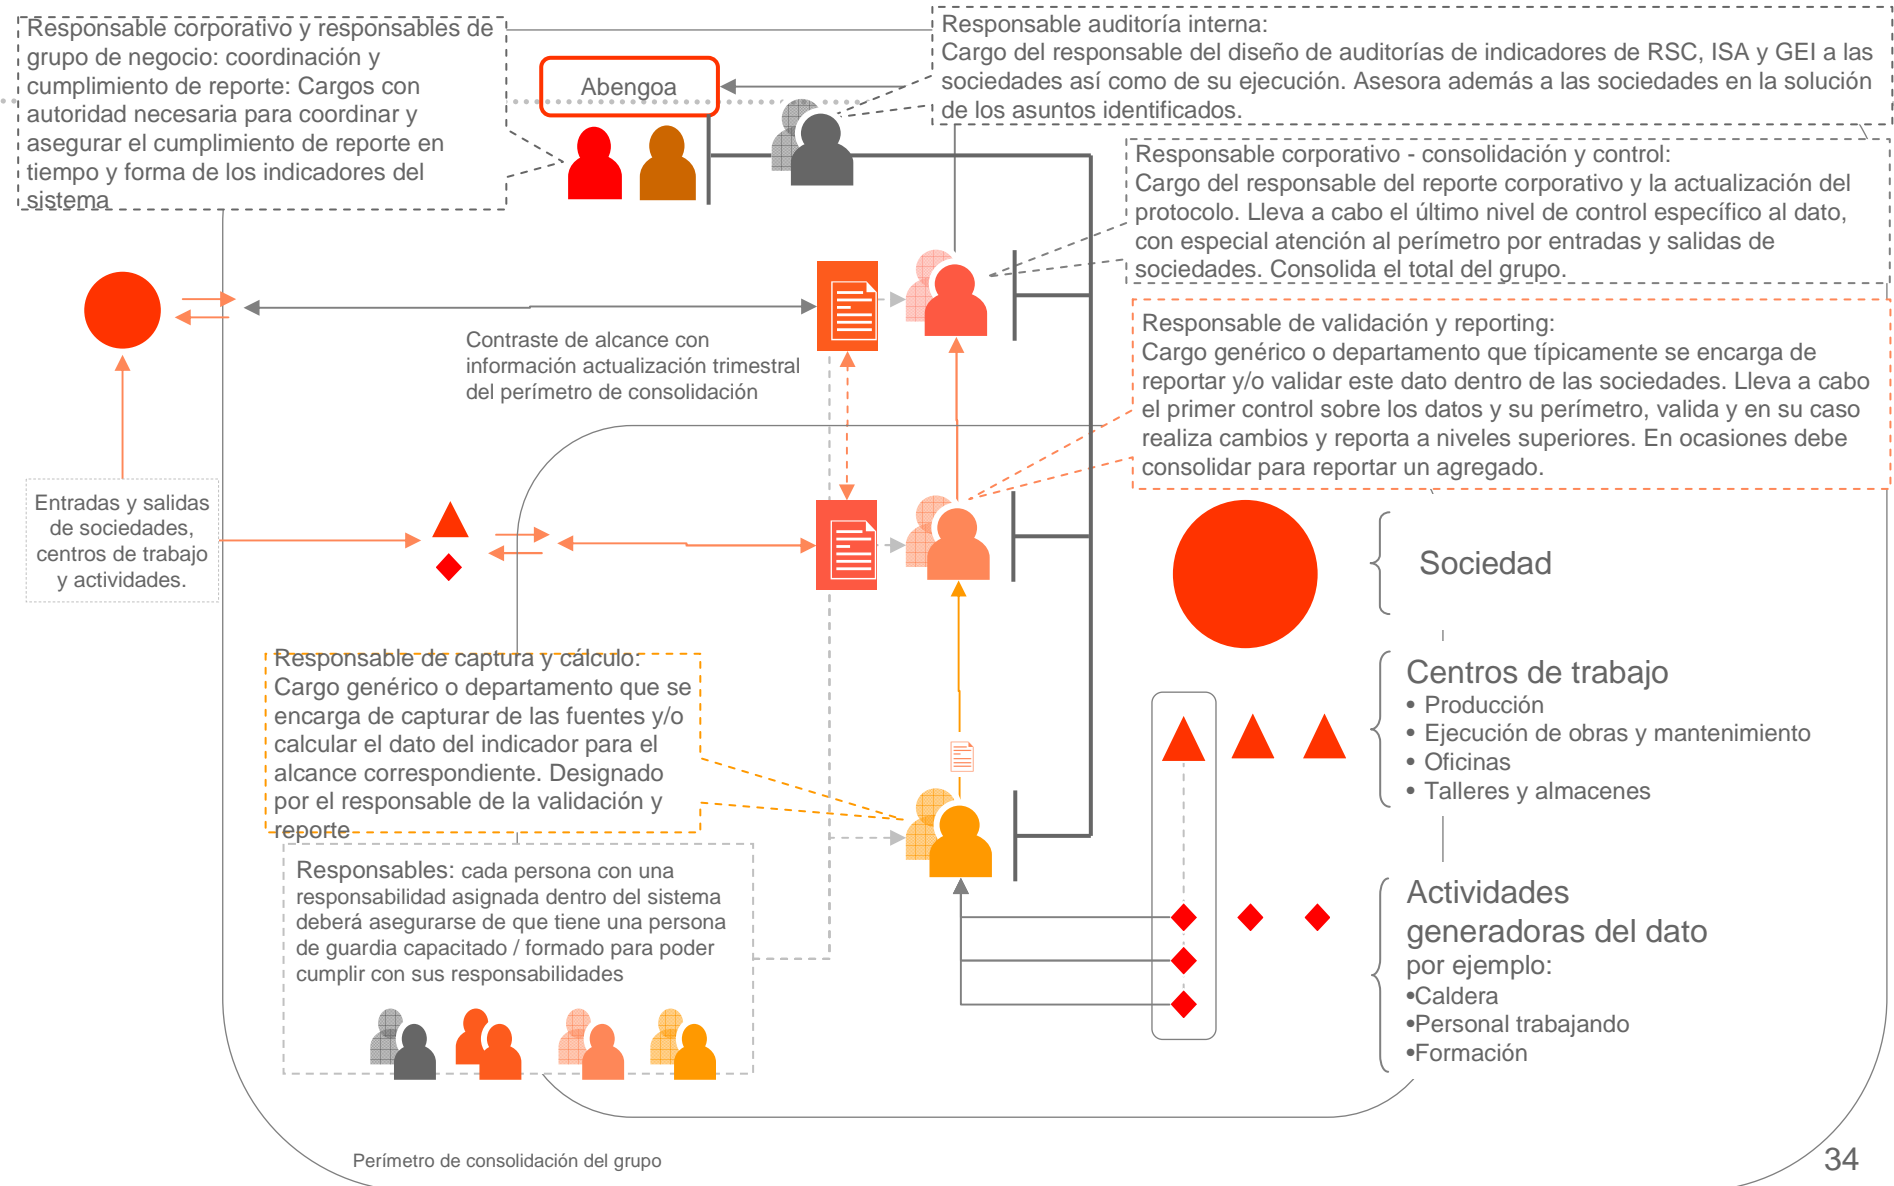 Responsable corporativo y responsables de
grupo de negocio: coordinación y
cumplimiento de reporte: Cargos con
autoridad necesaria para coordinar y
asegurar el cumplimiento de reporte en
tiempo y forma de los indicadores del
sistema
Abengoa
Responsable auditoría interna:
Cargo del responsable del diseño de auditorías de indicadores de RSC, ISA y GEI a las
sociedades así como de su ejecución. Asesora además a las sociedades en la solución
de los asuntos identificados.
Responsable corporativo - consolidación y control:
Cargo del responsable del reporte corporativo y la actualización del
protocolo. Lleva a cabo el último nivel de control específico al dato,
con especial atención al perímetro por entradas y salidas de
sociedades. Consolida el total del grupo.
Contraste de alcance con
información actualización trimestral
del perímetro de consolidación
Responsable de validación y reporting:
Cargo genérico o departamento que típicamente se encarga de
reportar y/o validar este dato dentro de las sociedades. Lleva a cabo
el primer control sobre los datos y su perímetro, valida y en su caso
realiza cambios y reporta a niveles superiores. En ocasiones debe
consolidar para reportar un agregado.
Entradas y salidas
de sociedades,
centros de trabajo
y actividades.
Sociedad
Responsable de captura y cálculo:
Cargo genérico o departamento que se
encarga de capturar de las fuentes y/o
calcular el dato del indicador para el
alcance correspondiente. Designado
por el responsable de la validación y
reporte
Centros de trabajo
• Producción
• Ejecución de obras y mantenimiento
• Oficinas
• Talleres y almacenes
Responsables: cada persona con una
responsabilidad asignada dentro del sistema
deberá asegurarse de que tiene una persona
de guardia capacitado / formado para poder
cumplir con sus responsabilidades
Actividades
generadoras del dato
por ejemplo:
•Caldera
•Personal trabajando
•Formación
Perímetro de consolidación del grupo
34